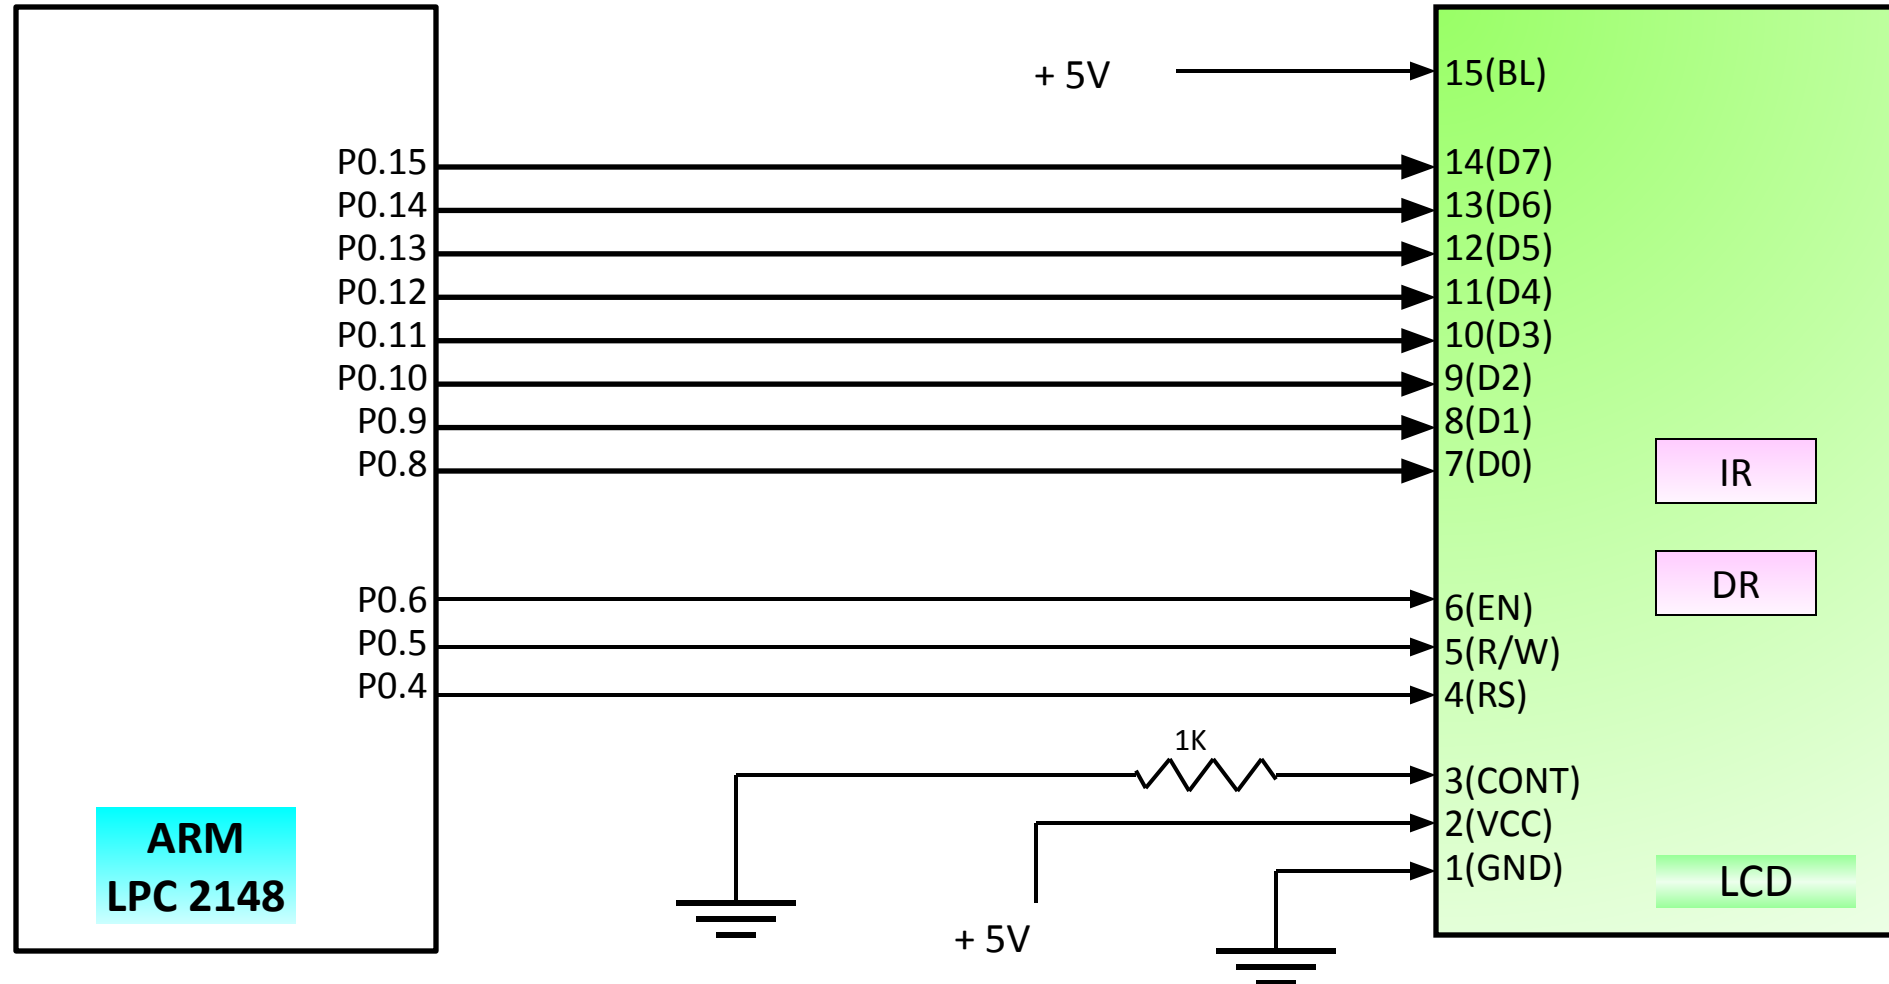 + 5V
15(BL)
P0.15
14(D7)
P0.14
13(D6)
P0.13
12(D5)
P0.12
11(D4)
P0.11
10(D3)
P0.10
9(D2)
P0.9
8(D1)
P0.8
7(D0)
IR
DR
P0.6
6(EN)
P0.5
5(R/W)
P0.4
4(RS)
1K
3(CONT)
2(VCC)
1(GND)
ARM
LPC 2148
LCD
+ 5V